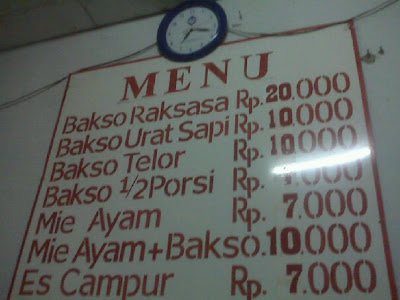 MENU
Bakso Raksasa Rp. 20.000
Bakso Urat Sapi Rp. 10.000
Bakso Telor Rp. 10.000
Bakso 1/2 Porsi Rp. .000
Mie Ayam Rp. 7.000
Mie Ayam + Bakso. 10.000
Es Campur Rp. 7.000